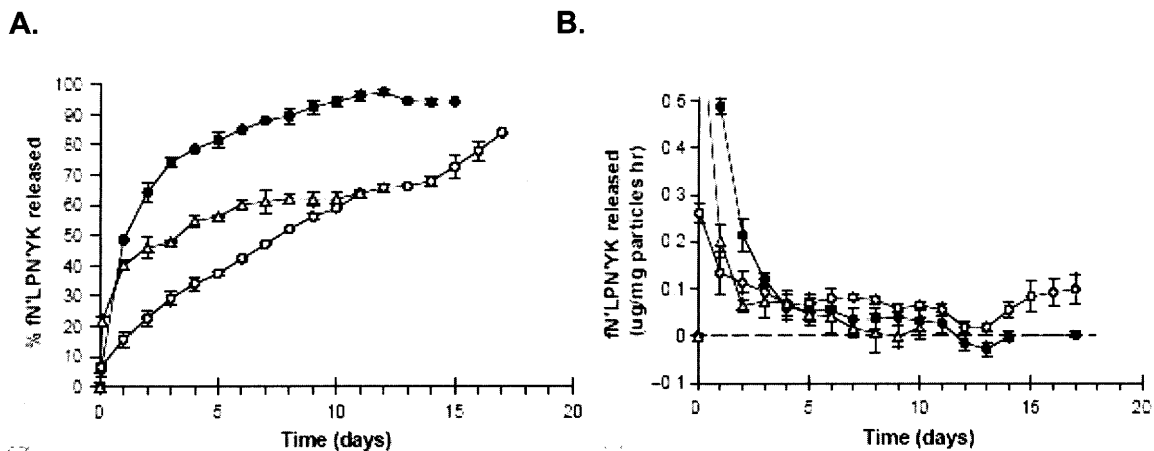 A.
B.
% fN'LPN'YK released
100
90
80
70
60
50
40
30
20
10
0
0 5 10 15 20
Time (days)
fN'LPN'YK released
(ug/mg particles hr)
0 5
0 4
0 3
0 2
0 1
0
−0 1
0 5 10 15 20
Time (days)